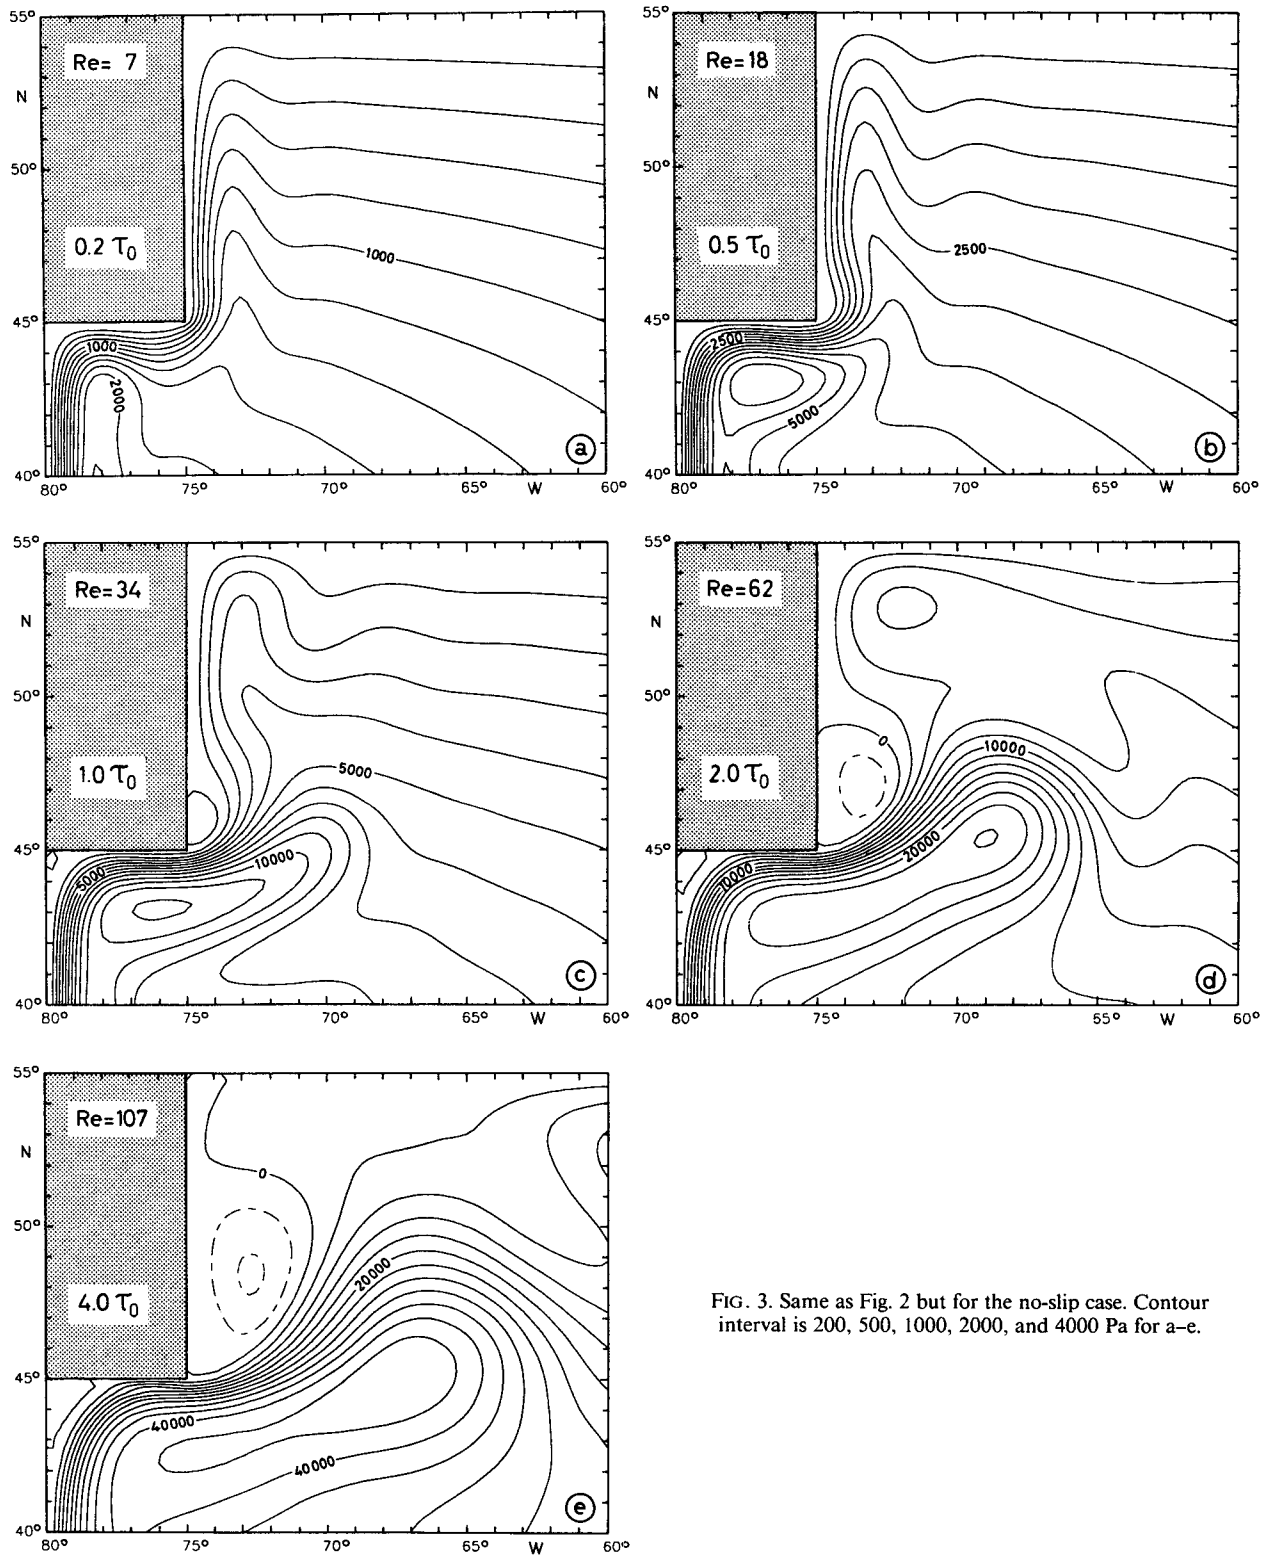 55°
Re= 7
N
50°
0.2 τ₀
1000
45°
1000
2000
a
40°
80° 75° 70° W 60°
55°
Re=18
N
50°
0.5 τ₀
2500
45°
2500
5000
b
40°
80° 75° 70° W 60°
55°
Re=34
N
50°
1.0 τ₀
5000
45°
10000
5000
c
40°
80° 75° 70° W 60°
55°
Re=62
N
50°
0
10000
2.0 τ₀
20000
45°
10000
d
40°
80° 75° 70° 65° W 60°
55°
Re=107
N
0
50°
20000
4.0 τ₀
45°
40000
40000
e
40°
80° 75° 70° 65° W 60°
FIG. 3. Same as Fig. 2 but for the no-slip case. Contour
interval is 200, 500, 1000, 2000, and 4000 Pa for a–e.